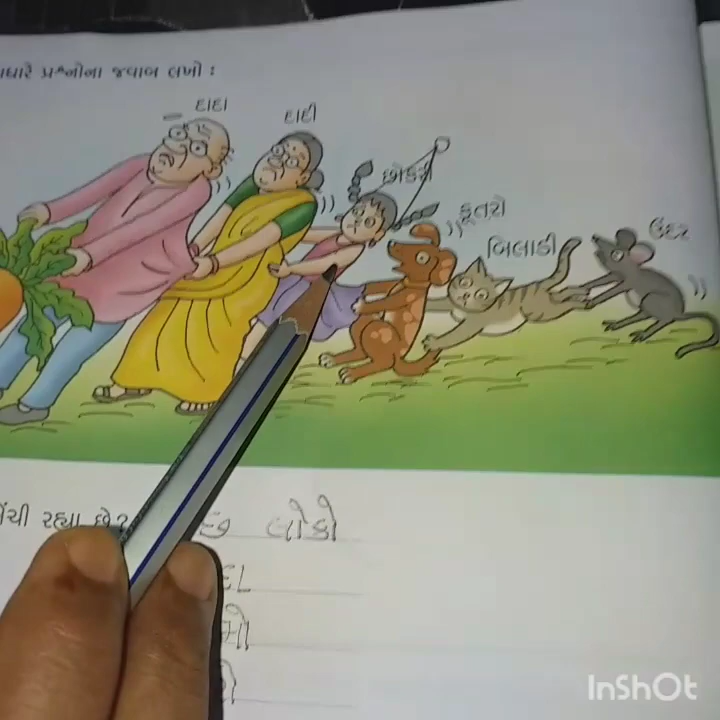 ધારે પ્રશ્નોના જવાબ લખો :
દાદા
દાદી
છોકરી
કૂતરો
બિલાડી
ઉંદર
ચી રહ્યા છે? છ લોકો
InShOt